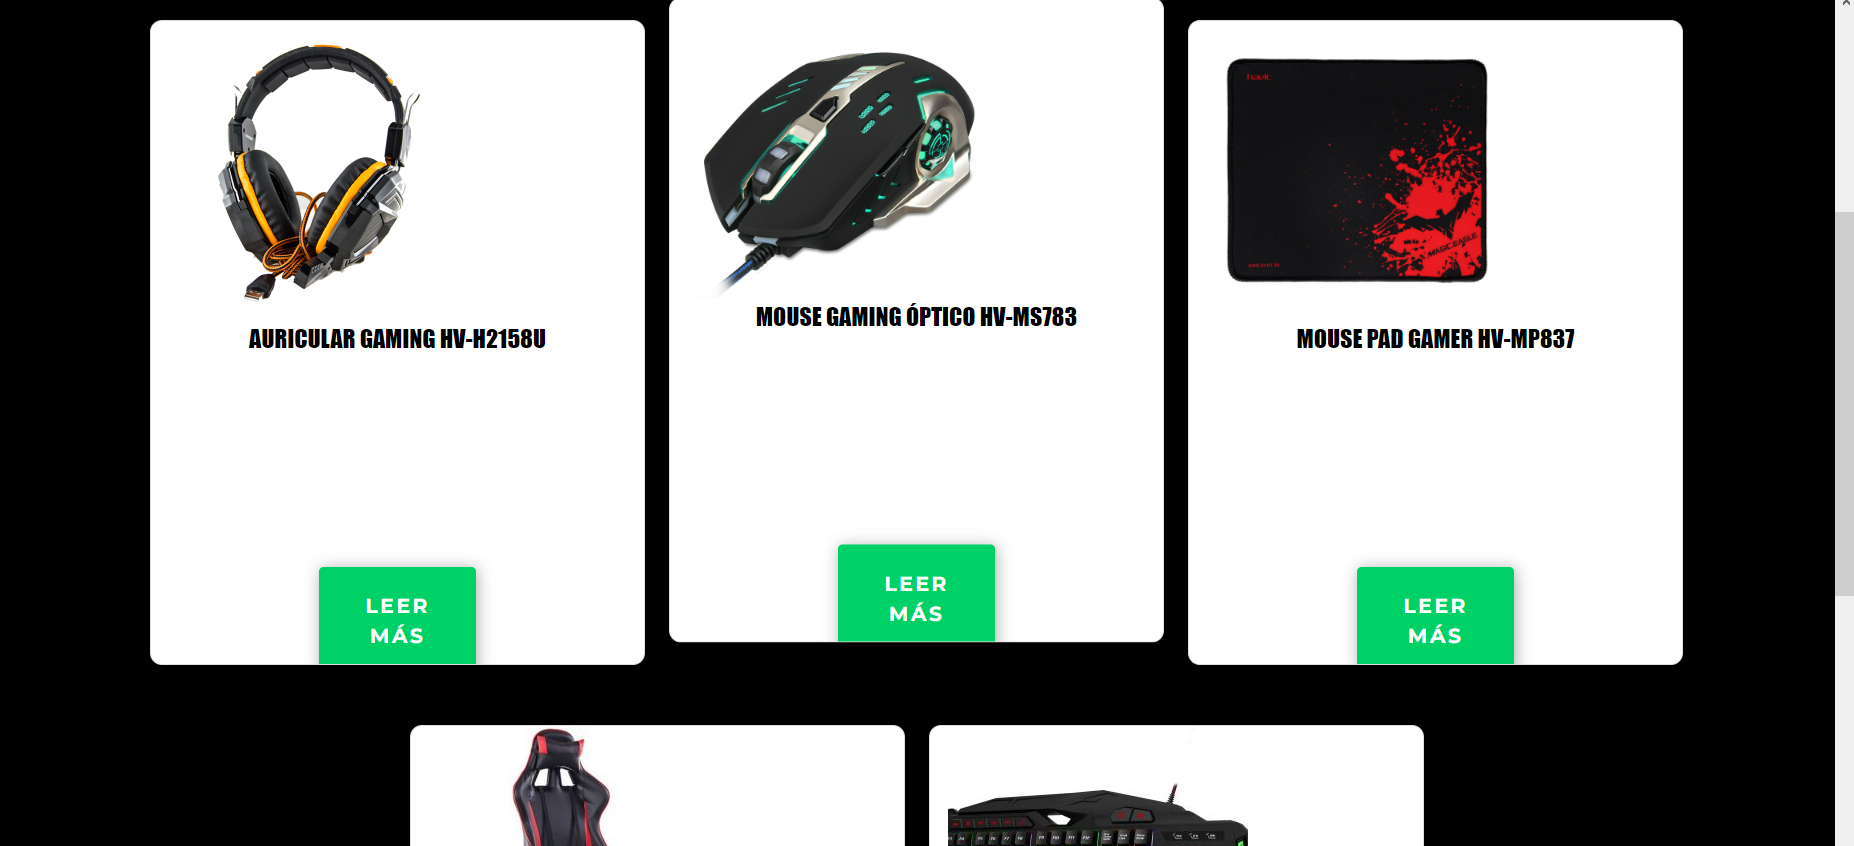 havit
MAGIC EAGLE
MOUSE GAMING ÓPTICO HV-MS783
AURICULAR GAMING HV-H2158U
MOUSE PAD GAMER HV-MP837
LEER
MÁS
LEER
MÁS
LEER
MÁS